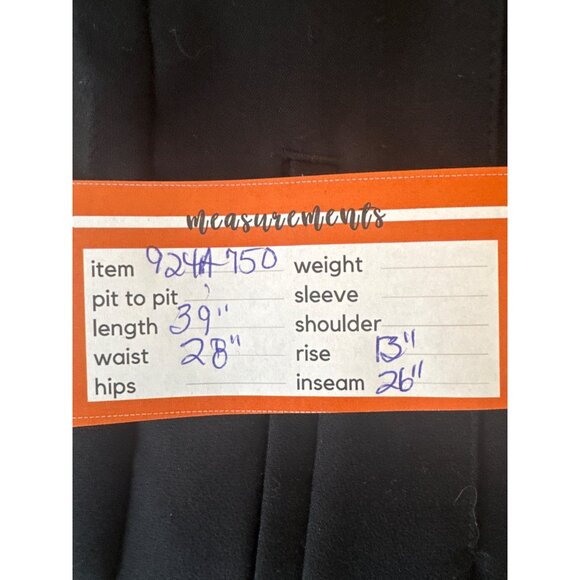 measurements
item 924A-750 weight
pit to pit sleeve
length 39" shoulder
waist 28" rise 13"
hips inseam 26"